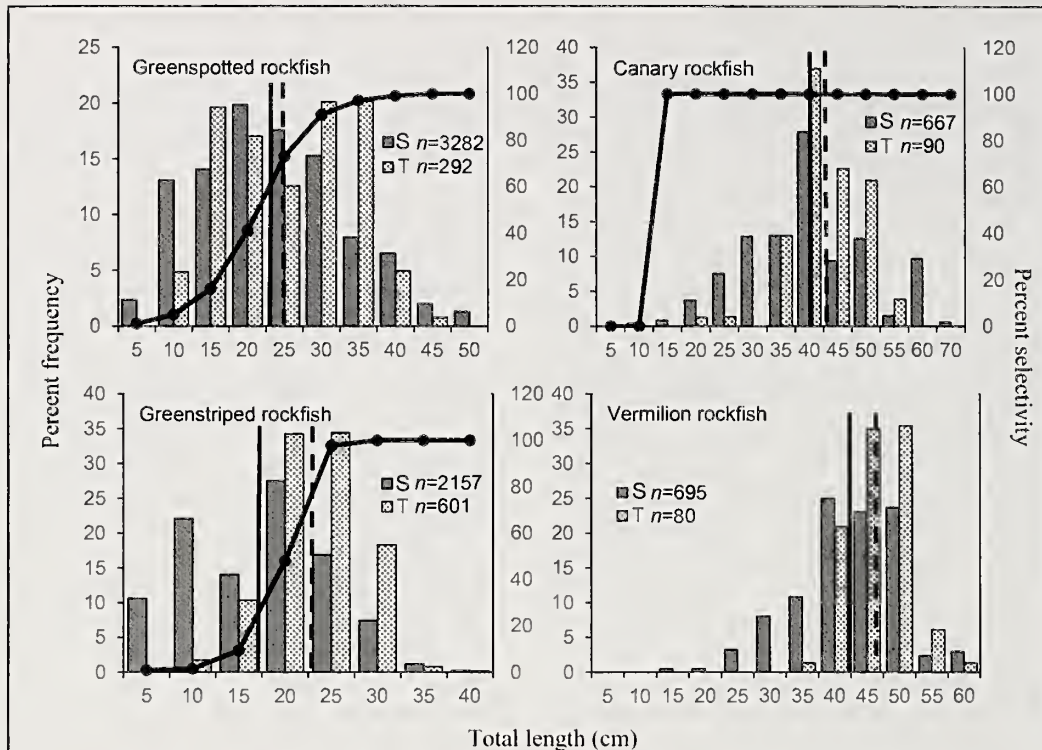 Greenspotted rockfish
S n=3282
T n=292
25
20
15
10
5
0
120
100
80
60
40
20
0
5 10 15 20 25 30 35 40 45 50
Canary rockfish
S n=667
T n=90
40
35
30
25
20
15
10
5
0
120
100
80
60
40
20
0
5 10 15 20 25 30 35 40 45 50 55 60 70
Percent frequency
Percent selectivity
Greenstriped rockfish
S n=2157
T n=601
40
35
30
25
20
15
10
5
0
120
100
80
60
40
20
0
5 10 15 20 25 30 35 40
Vermilion rockfish
S n=695
T n=80
40
35
30
25
20
15
10
5
0
15 20 25 30 35 40 45 50 55 60
Total length (cm)